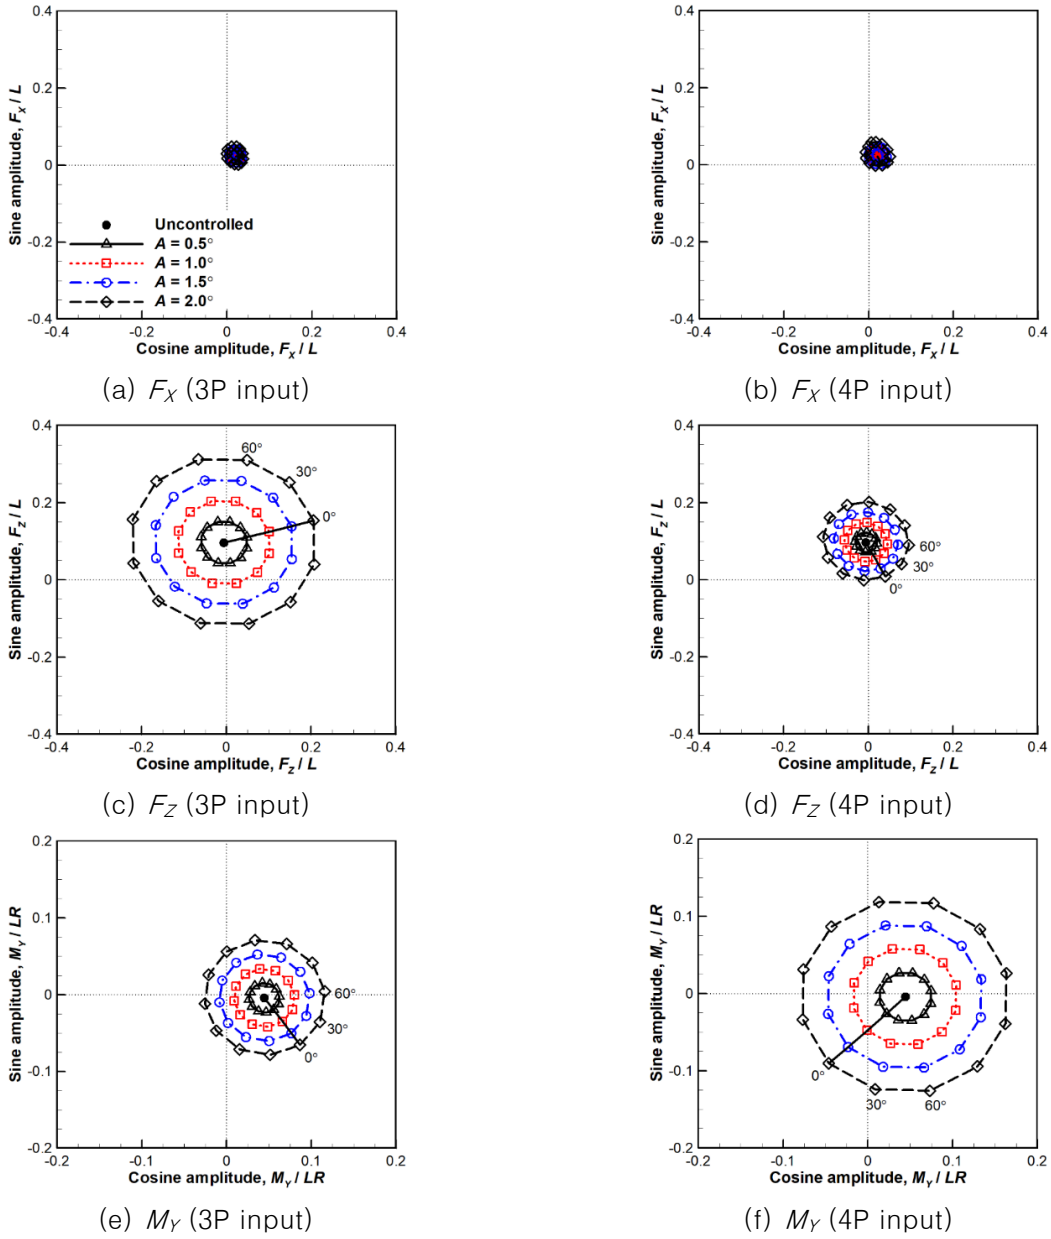 0.4
0.2
0
-0.2
-0.4
Sine amplitude, F_X / L
-0.4 -0.2 0 0.2 0.4
Cosine amplitude, F_X / L
Uncontrolled
A = 0.5°
A = 1.0°
A = 1.5°
A = 2.0°
(a) F_X (3P input)
0.4
0.2
0
-0.2
-0.4
Sine amplitude, F_X / L
-0.4 -0.2 0 0.2 0.4
Cosine amplitude, F_X / L
(b) F_X (4P input)
0.4
0.2
0
-0.2
-0.4
Sine amplitude, F_Z / L
60°
30°
0°
-0.4 -0.2 0 0.2 0.4
Cosine amplitude, F_Z / L
(c) F_Z (3P input)
0.4
0.2
0
-0.2
-0.4
Sine amplitude, F_Z / L
60°
30°
0°
-0.4 -0.2 0 0.2 0.4
Cosine amplitude, F_Z / L
(d) F_Z (4P input)
0.2
0.1
0
-0.1
-0.2
Sine amplitude, M_Y / LR
60°
30°
0°
-0.2 -0.1 0 0.1 0.2
Cosine amplitude, M_Y / LR
(e) M_Y (3P input)
0.2
0.1
0
-0.1
-0.2
Sine amplitude, M_Y / LR
0°
30°
60°
-0.2 -0.1 0 0.1 0.2
Cosine amplitude, M_Y / LR
(f) M_Y (4P input)